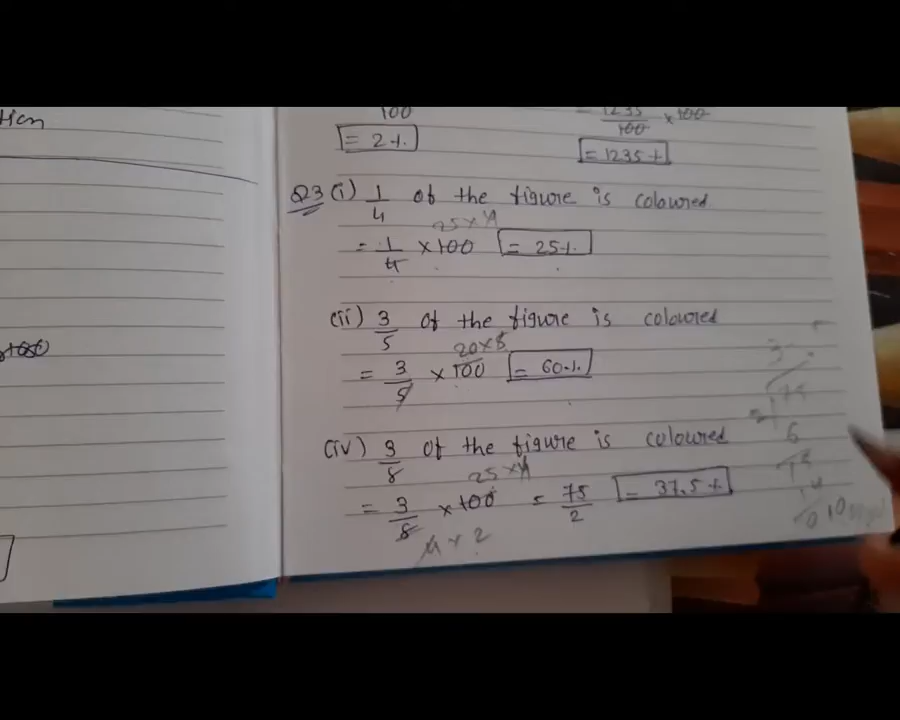 tion
100
= 2%
= 1235/100 × 100
= 1235%
Q3 (i) 1/4 of the figure is coloured
25×4
= 1/4 ×100 = 25%
(ii) 3/5 of the figure is coloured
20×5
= 3/5 ×100 = 60%
(iv) 3/8 of the figure is coloured
25×4
= 3/8 ×100 = 75/2 = 37.5%
4×2